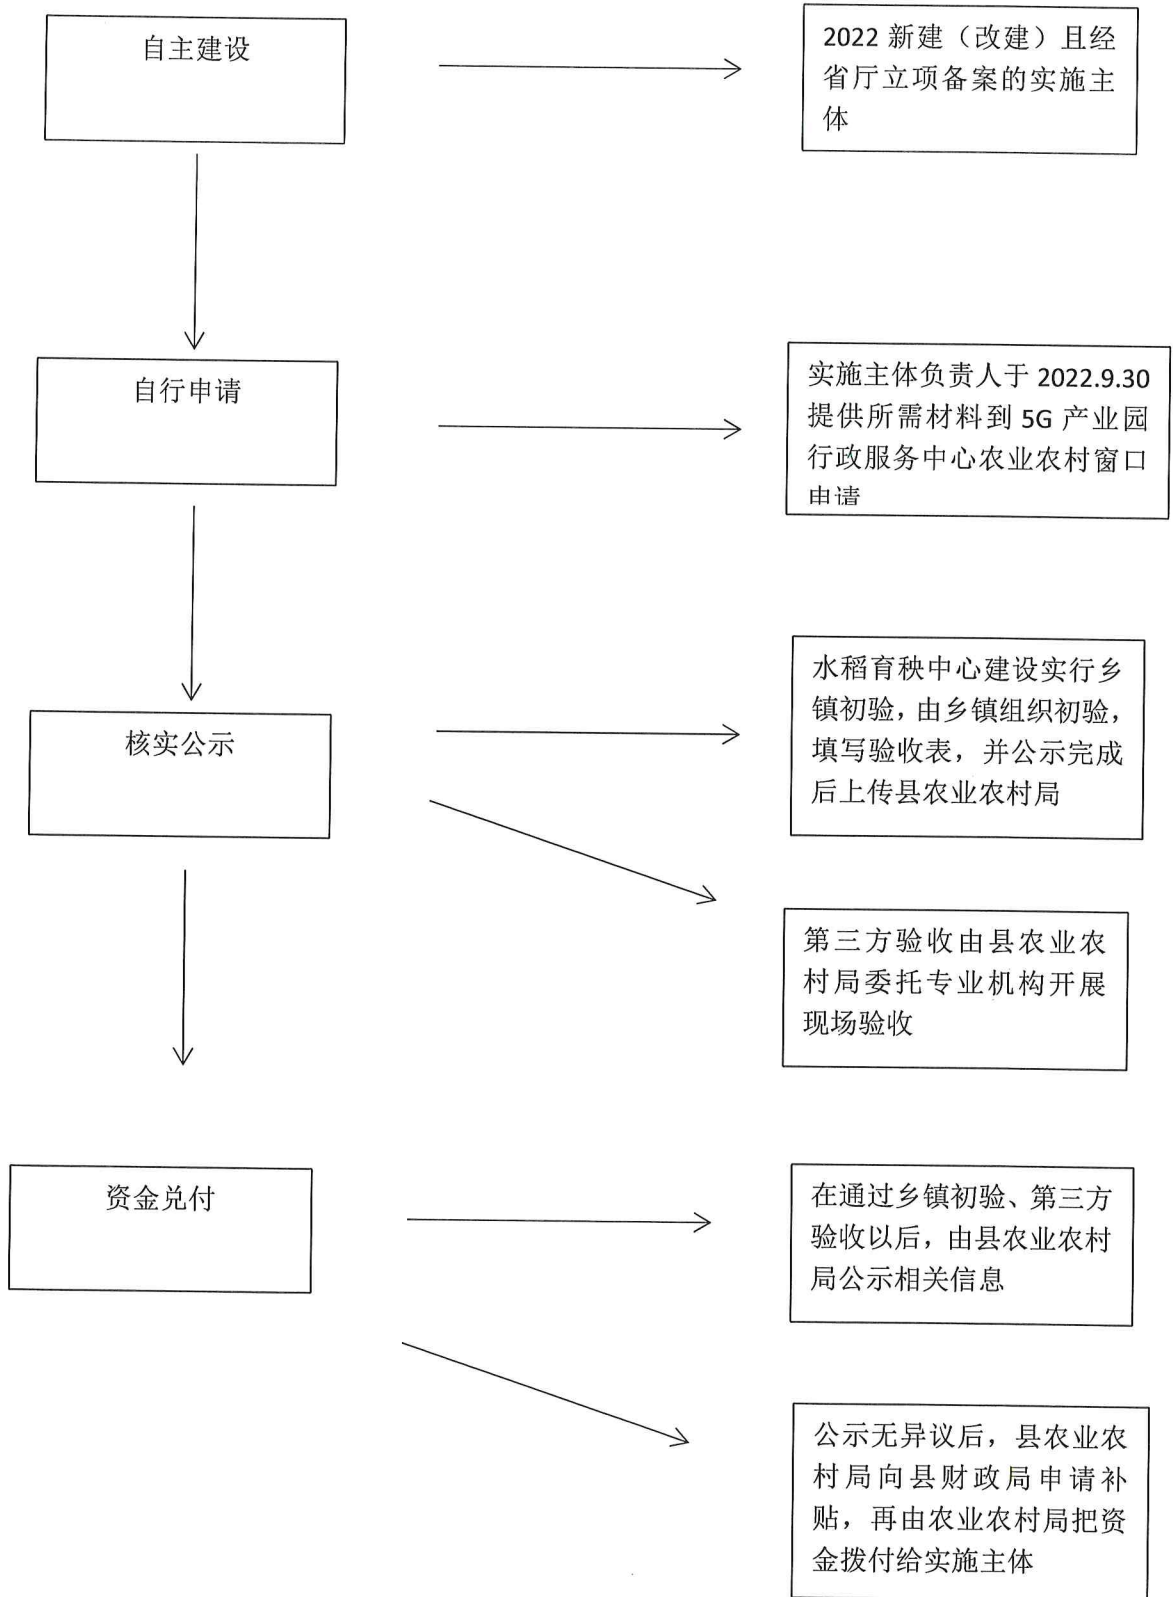 自主建设
2022 新建（改建）且经
省厅立项备案的实施主
体
自行申请
实施主体负责人于 2022.9.30
提供所需材料到 5G 产业园
行政服务中心农业农村窗口
申请
核实公示
水稻育秧中心建设实行乡
镇初验，由乡镇组织初验，
填写验收表，并公示完成
后上传县农业农村局
第三方验收由县农业农
村局委托专业机构开展
现场验收
资金兑付
在通过乡镇初验、第三方
验收以后，由县农业农村
局公示相关信息
公示无异议后，县农业农
村局向县财政局申请补
贴，再由农业农村局把资
金拨付给实施主体